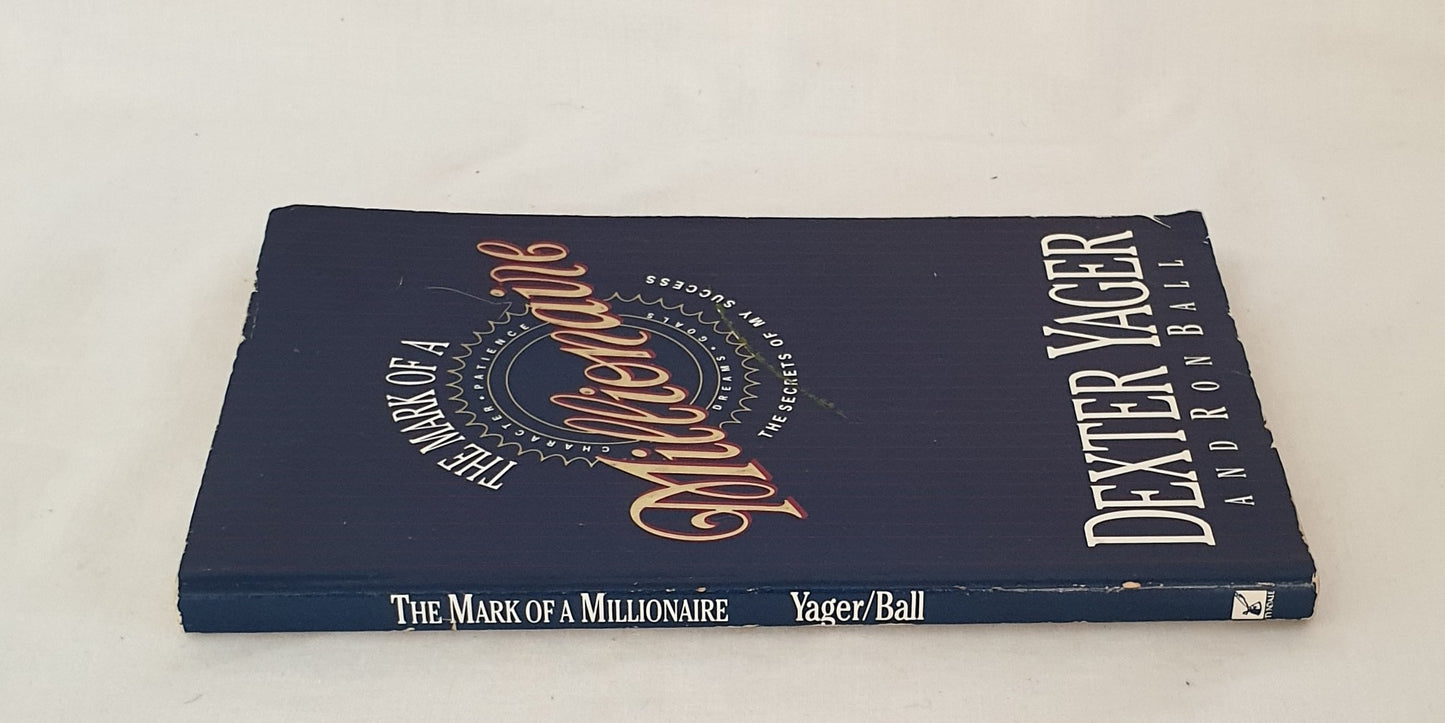 THE MARK OF A
Millionaire
CHARACTER • PATIENCE
DREAMS • GOALS
THE SECRETS OF MY SUCCESS
DEXTER YAGER
AND RON BALL
THE MARK OF A MILLIONAIRE Yager/Ball
TYNDALE